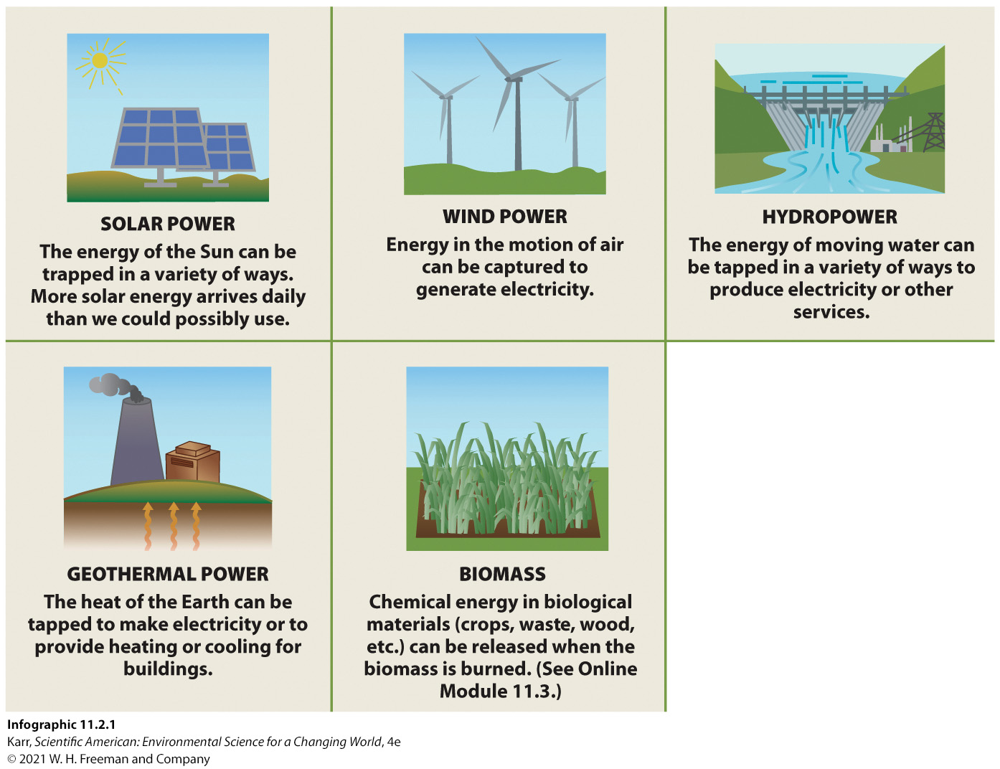 SOLAR POWER
The energy of the Sun can be
trapped in a variety of ways.
More solar energy arrives daily
than we could possibly use.
WIND POWER
Energy in the motion of air
can be captured to
generate electricity.
HYDROPOWER
The energy of moving water can
be tapped in a variety of ways to
produce electricity or other
services.
GEOTHERMAL POWER
The heat of the Earth can be
tapped to make electricity or to
provide heating or cooling for
buildings.
BIOMASS
Chemical energy in biological
materials (crops, waste, wood,
etc.) can be released when the
biomass is burned. (See Online
Module 11.3.)
Infographic 11.2.1
Karr, Scientific American: Environmental Science for a Changing World, 4e
© 2021 W. H. Freeman and Company